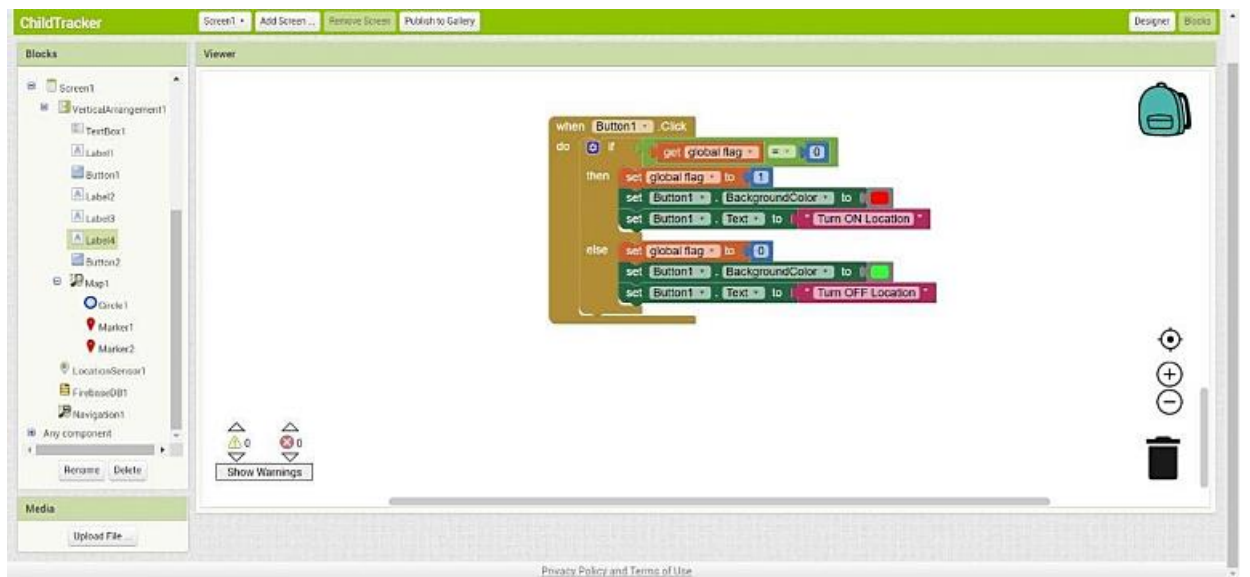 ChildTracker Screen1 Add Screen ... Remove Screen Publish to Gallery Designer Blocks
Blocks
Viewer
Screen1
VerticalArrangement1
TextBox1
Label1
Button1
Label2
Label3
Label4
Button2
Map1
Circle1
Marker1
Marker2
LocationSensor1
FirebaseDB1
Navigation1
Any component
Rename Delete
Media
Upload File ...
when Button1 .Click
do if get global flag = 0
then set global flag to 1
set Button1 . BackgroundColor to
set Button1 . Text to " Turn ON Location "
else set global flag to 0
set Button1 . BackgroundColor to
set Button1 . Text to " Turn OFF Location "
0 0
Show Warnings
Privacy Policy and Terms of Use